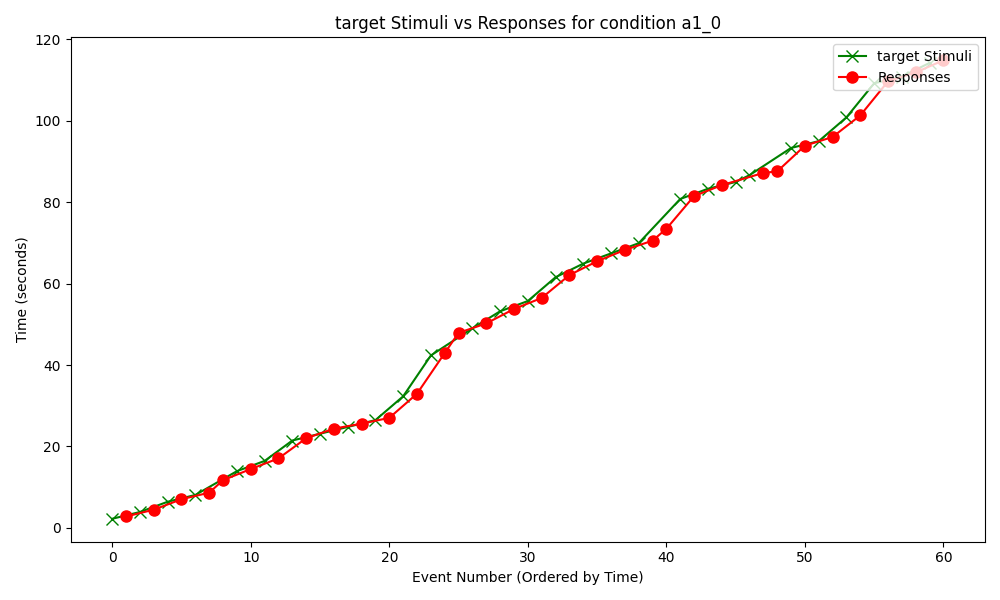 target Stimuli vs Responses for condition a1_0
120
100
80
60
40
20
0
Time (seconds)
target Stimuli
Responses
0 10 20 30 40 50 60
Event Number (Ordered by Time)